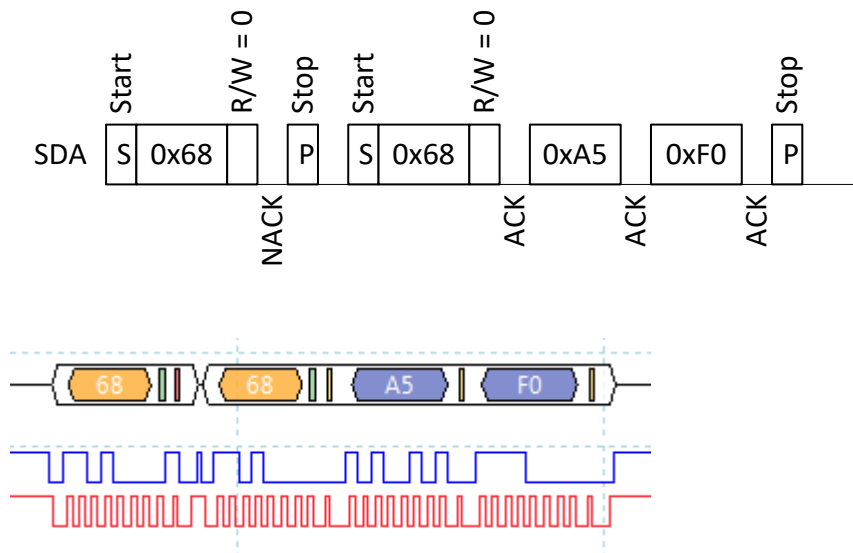 Start R/W = 0 Stop Start R/W = 0 Stop
SDA S 0x68 P S 0x68 0xA5 0xF0 P
NACK ACK ACK ACK
68 68 A5 F0